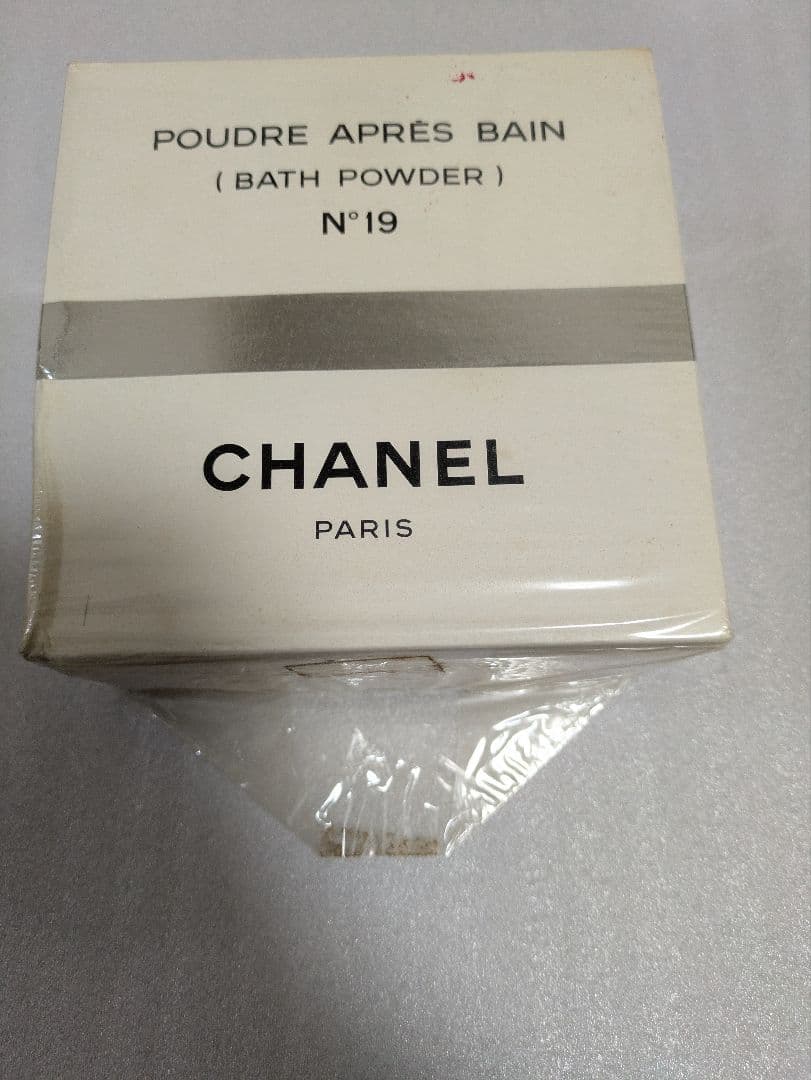 POUDRE APRÈS BAIN
( BATH POWDER )
N° 19
CHANEL
PARIS